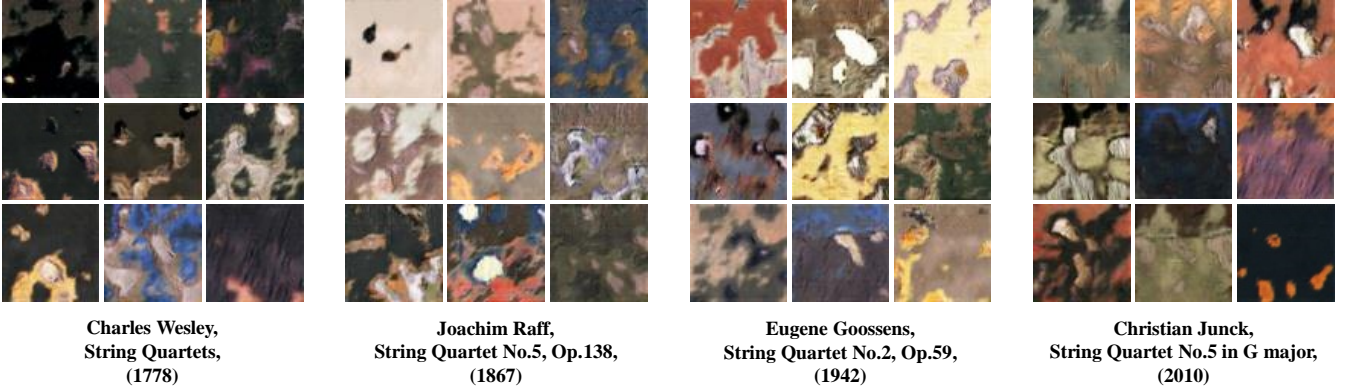 Charles Wesley,
String Quartets,
(1778)
Joachim Raff,
String Quartet No.5, Op.138,
(1867)
Eugene Goossens,
String Quartet No.2, Op.59,
(1942)
Christian Junck,
String Quartet No.5 in G major,
(2010)